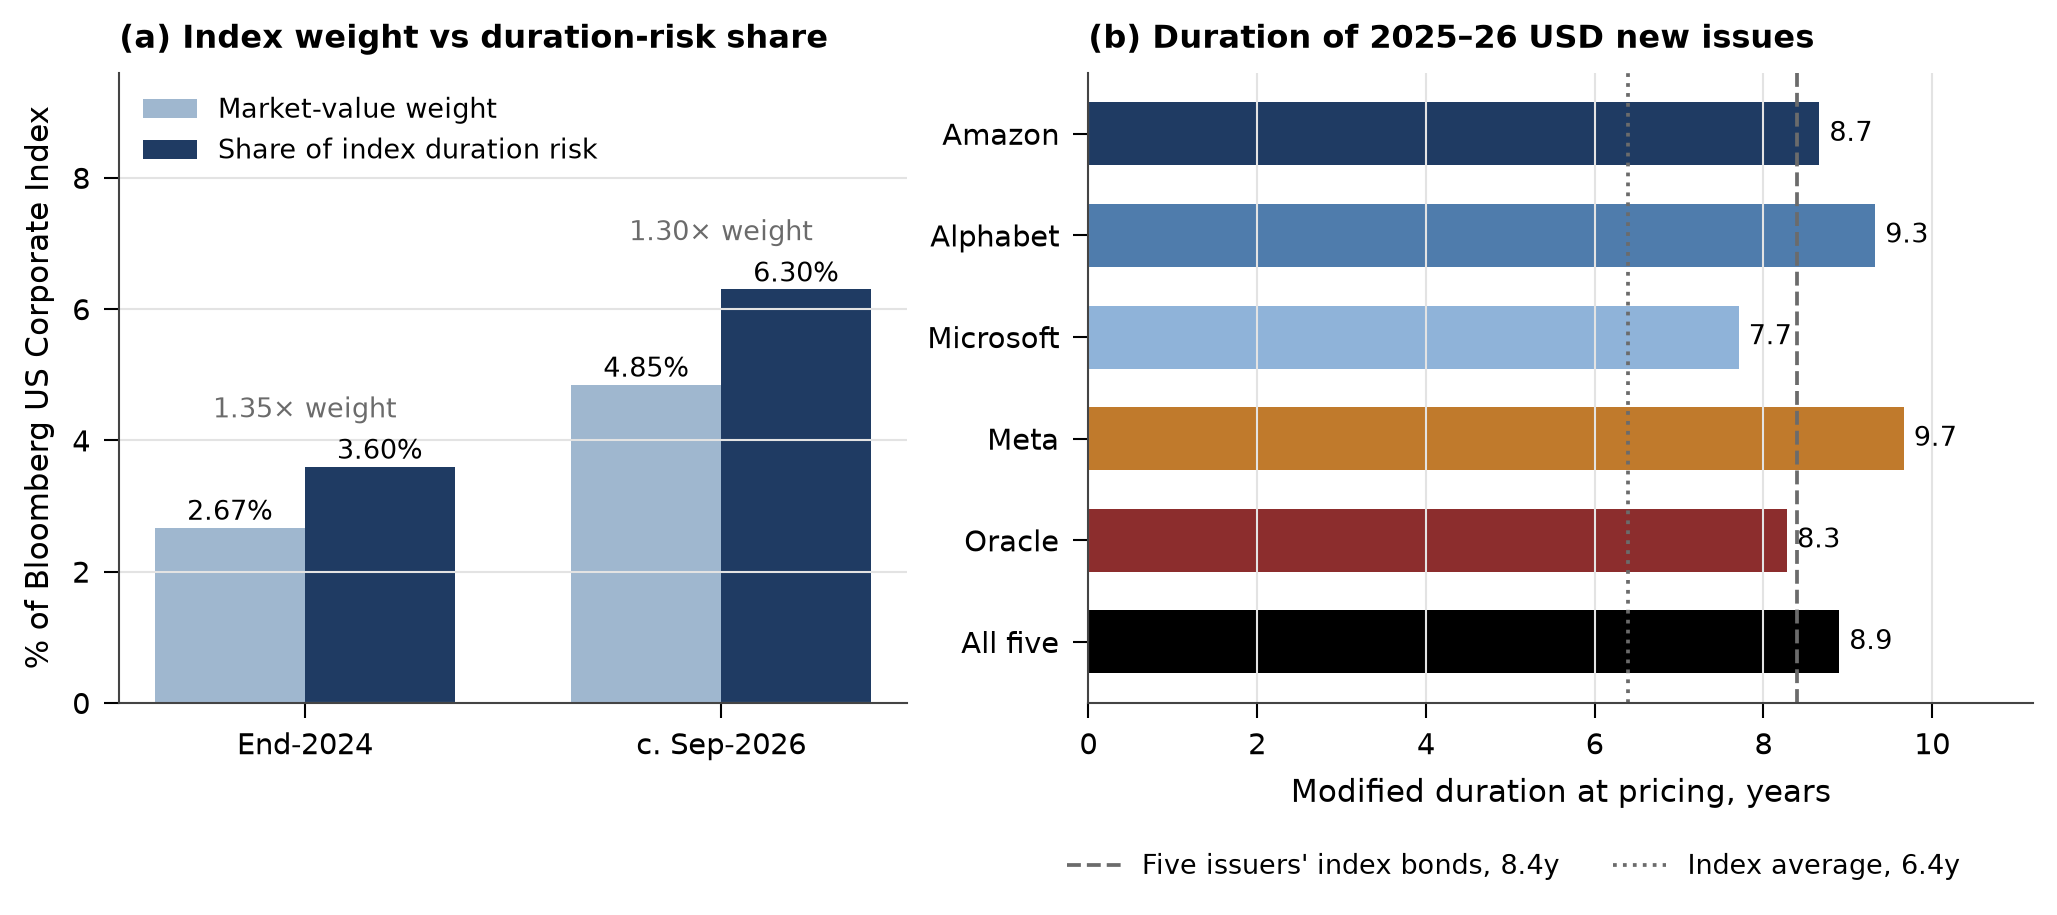 (a) Index weight vs duration-risk share
% of Bloomberg US Corporate Index
8
6
4
2
0
Market-value weight
Share of index duration risk
1.35× weight
2.67%
3.60%
1.30× weight
4.85%
6.30%
End-2024
c. Sep-2026
(b) Duration of 2025–26 USD new issues
Amazon
8.7
Alphabet
9.3
Microsoft
7.7
Meta
9.7
Oracle
8.3
All five
8.9
0
2
4
6
8
10
Modified duration at pricing, years
Five issuers' index bonds, 8.4y
Index average, 6.4y